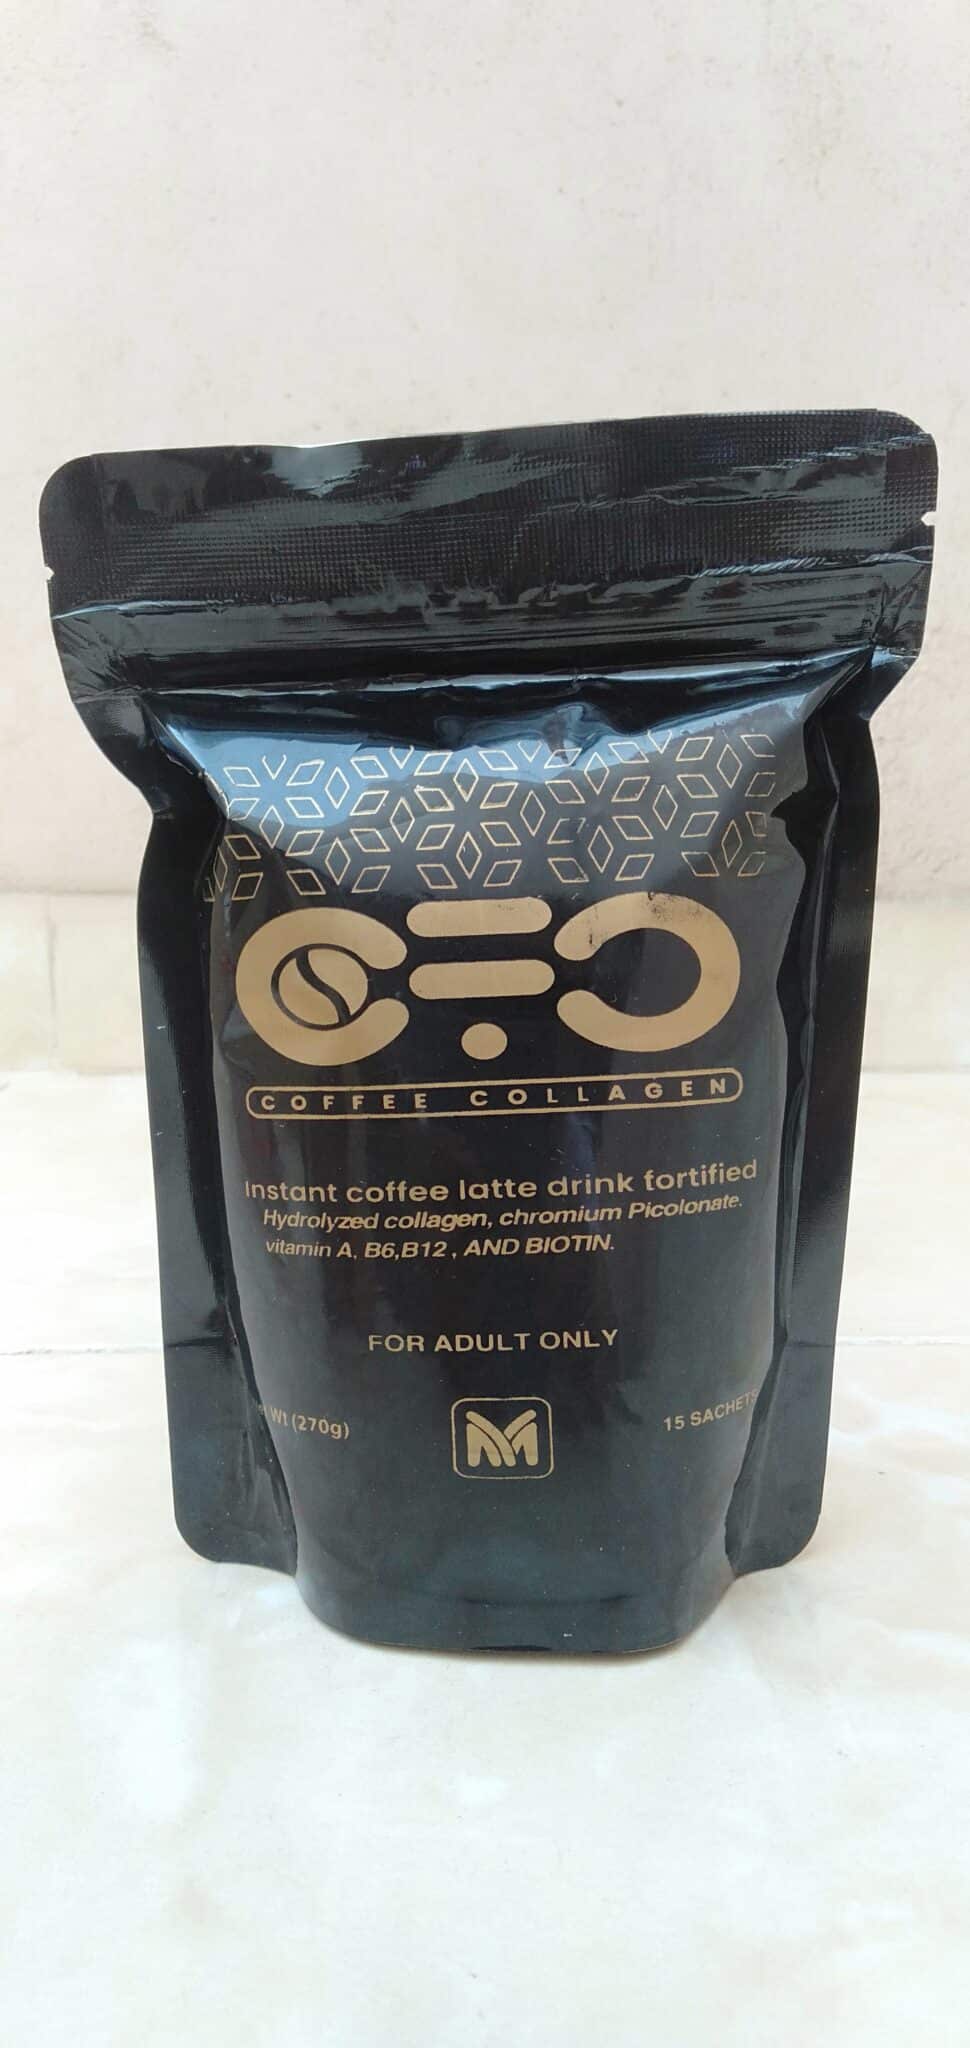 COFFEE COLLAGEN
Instant coffee latte drink fortified
Hydrolyzed collagen, chromium Picolonate.
vitamin A, B6,B12 , AND BIOTIN.
FOR ADULT ONLY
Wt (270g)
15 SACHETS